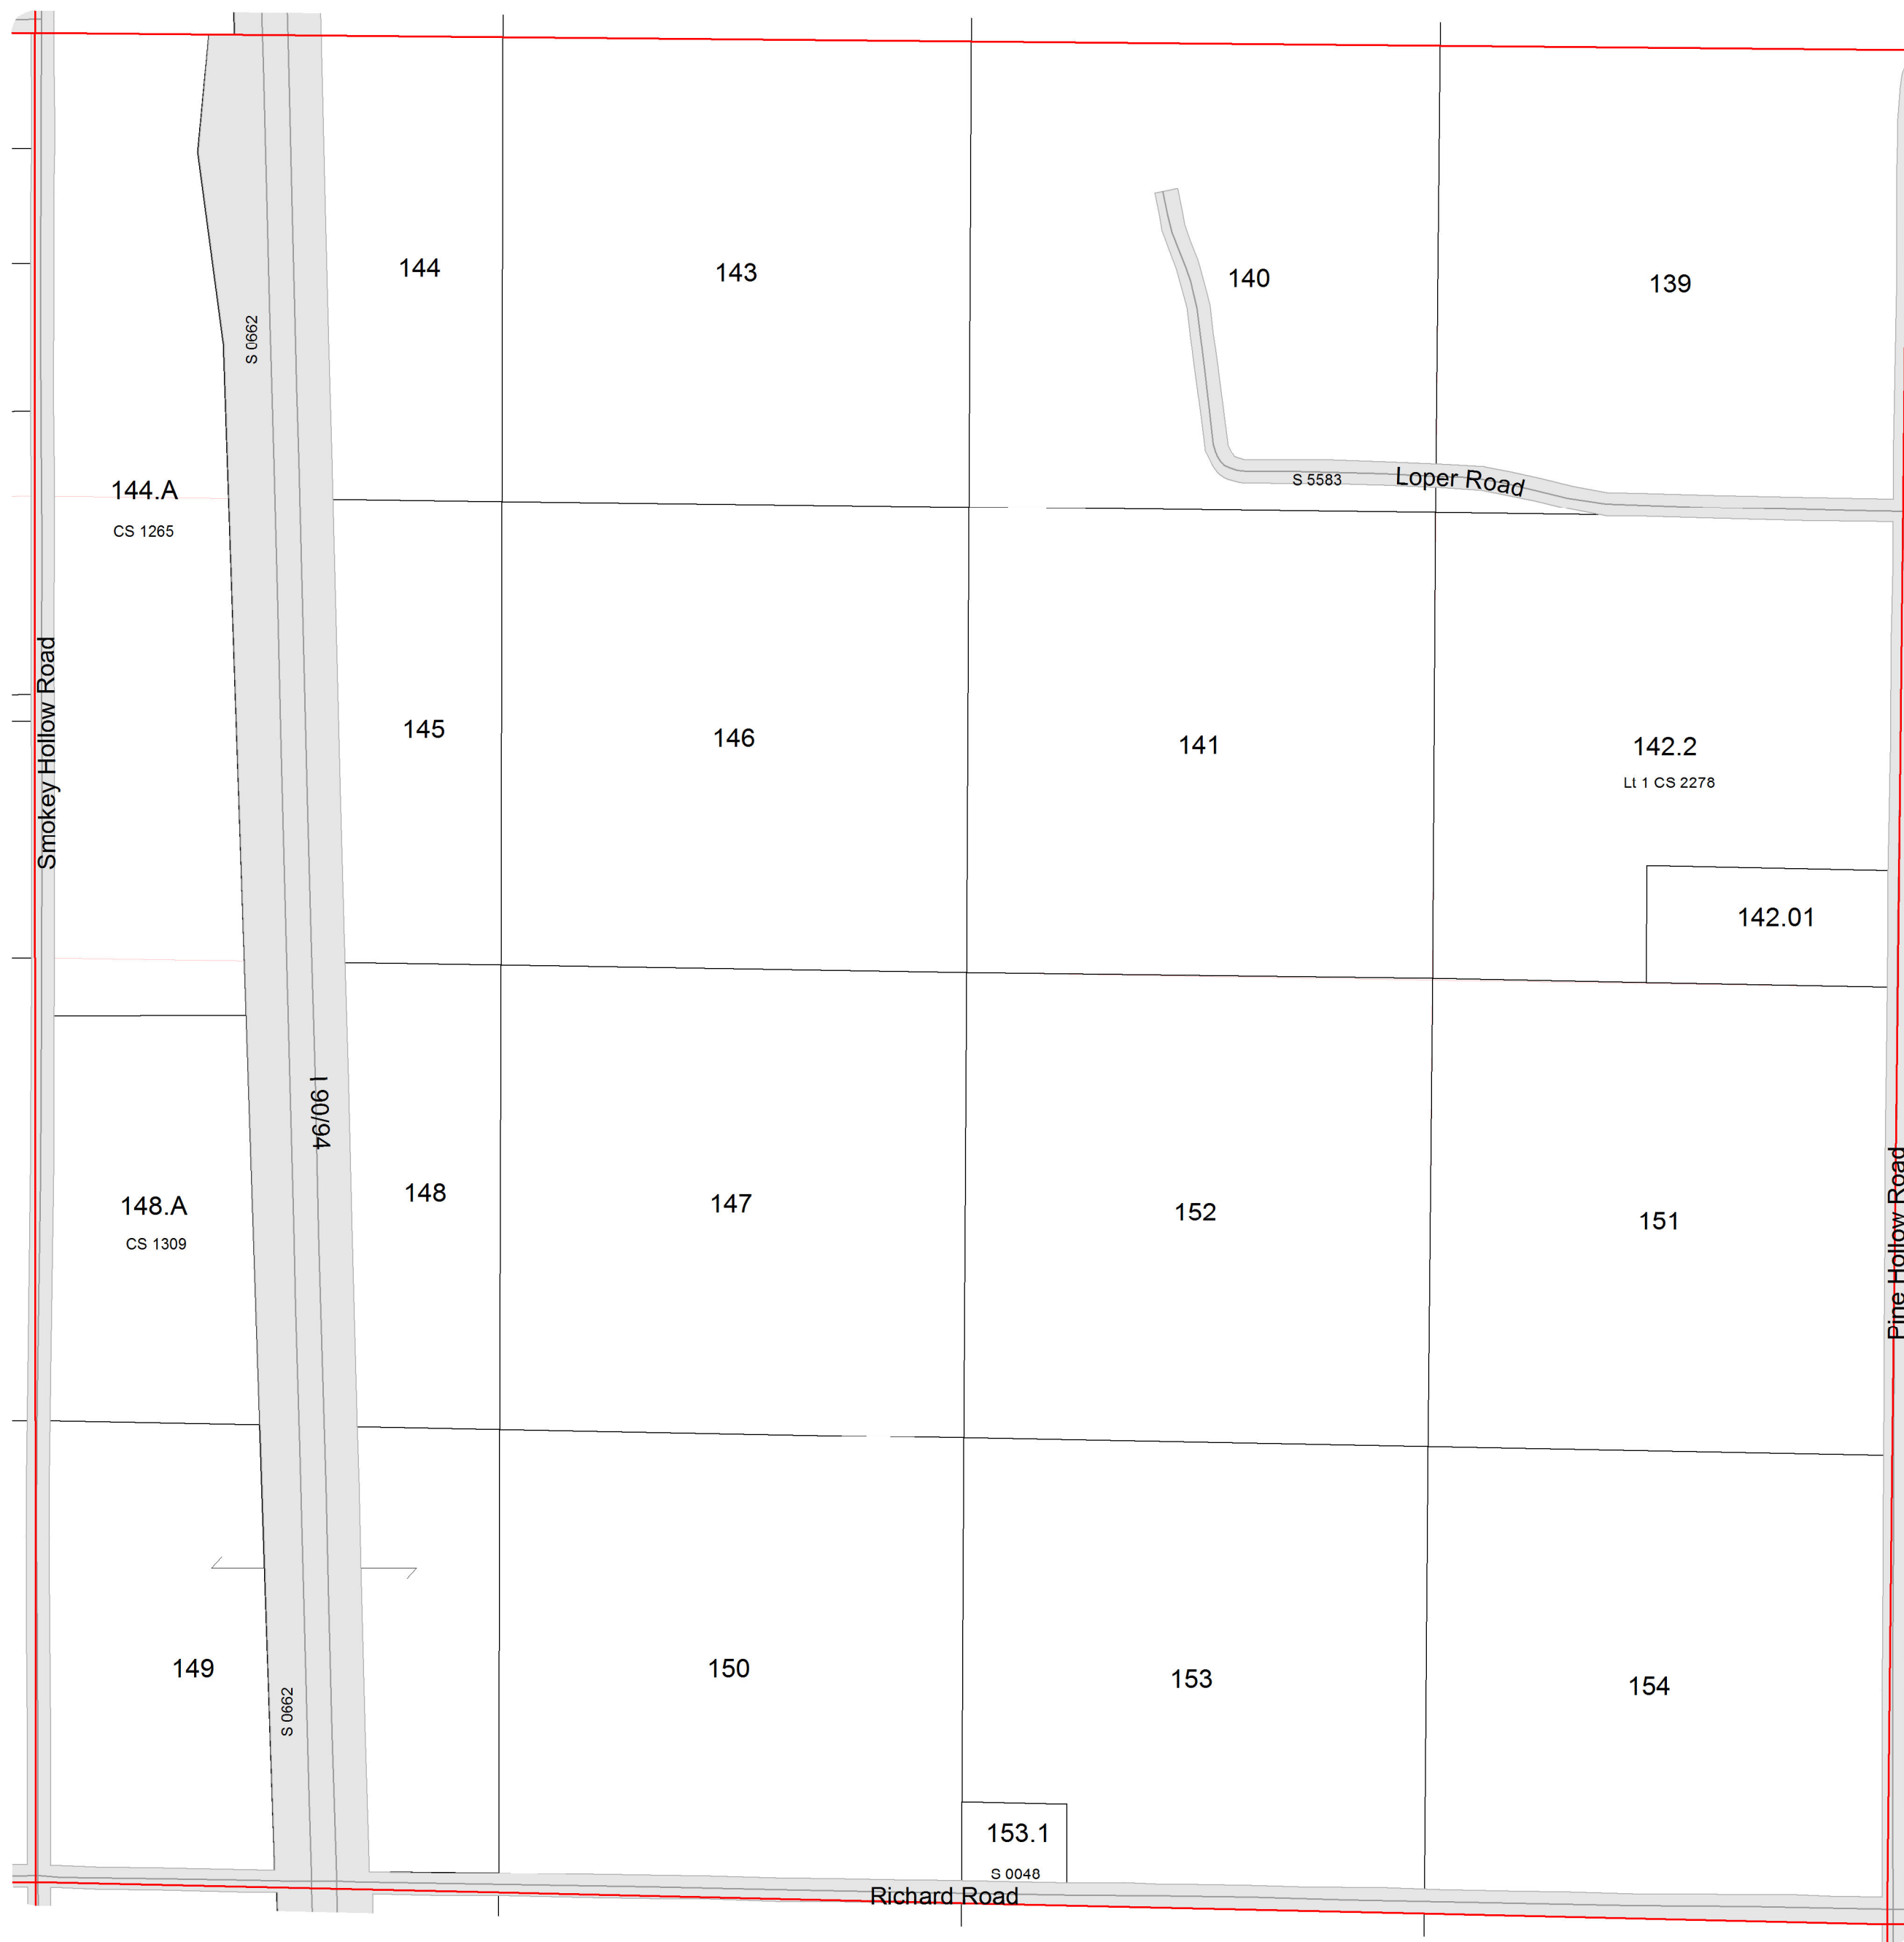 144
143
140
139
S 0662
Loper Road
S 5583
144.A
CS 1265
Smokey Hollow Road
145
146
141
142.2
Lt 1 CS 2278
142.01
I 90/94
148.A
CS 1309
148
147
152
151
Pine Hollow Road
149
150
153
154
S 0662
153.1
S 0048
Richard Road